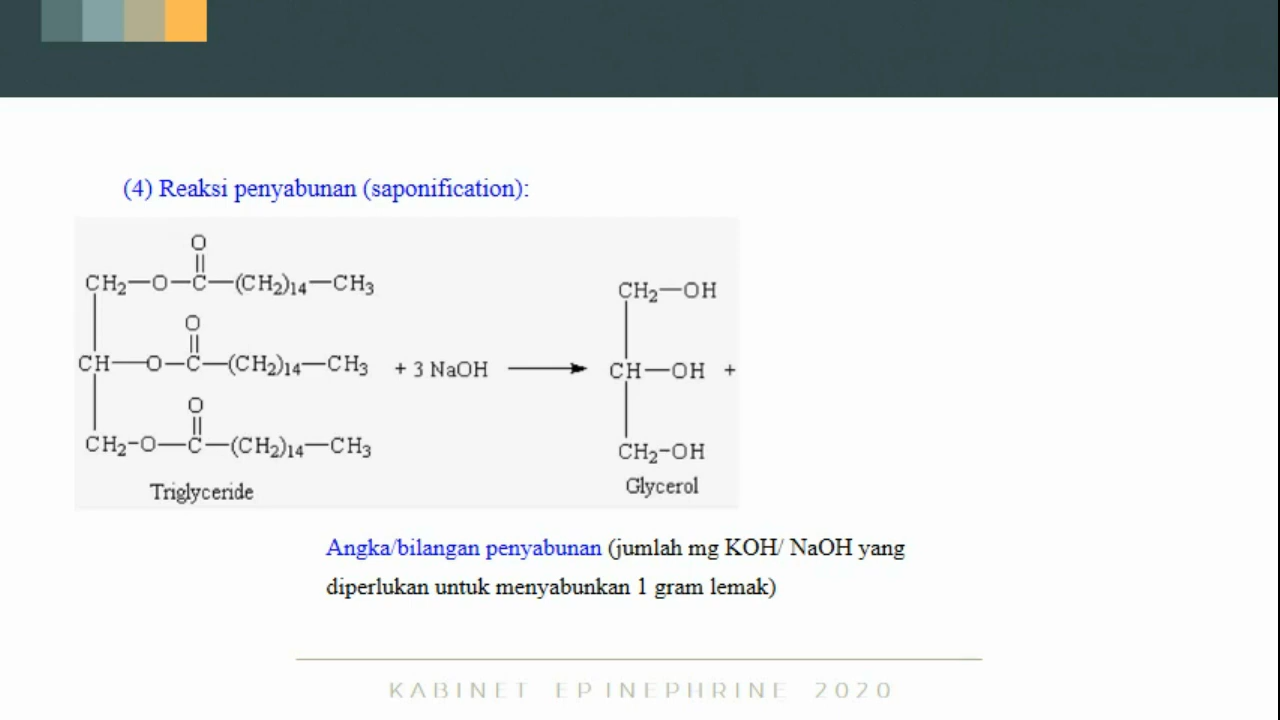 (4) Reaksi penyabunan (saponification):
O
||
CH₂—O—C—(CH₂)₁₄—CH₃
O
||
CH—O—C—(CH₂)₁₄—CH₃ + 3 NaOH
O
||
CH₂-O—C—(CH₂)₁₄—CH₃
Triglyceride
CH₂—OH
CH—OH +
CH₂-OH
Glycerol
Angka/bilangan penyabunan (jumlah mg KOH/ NaOH yang
diperlukan untuk menyabunkan 1 gram lemak)
KABINET EPINEPHRINE 2020